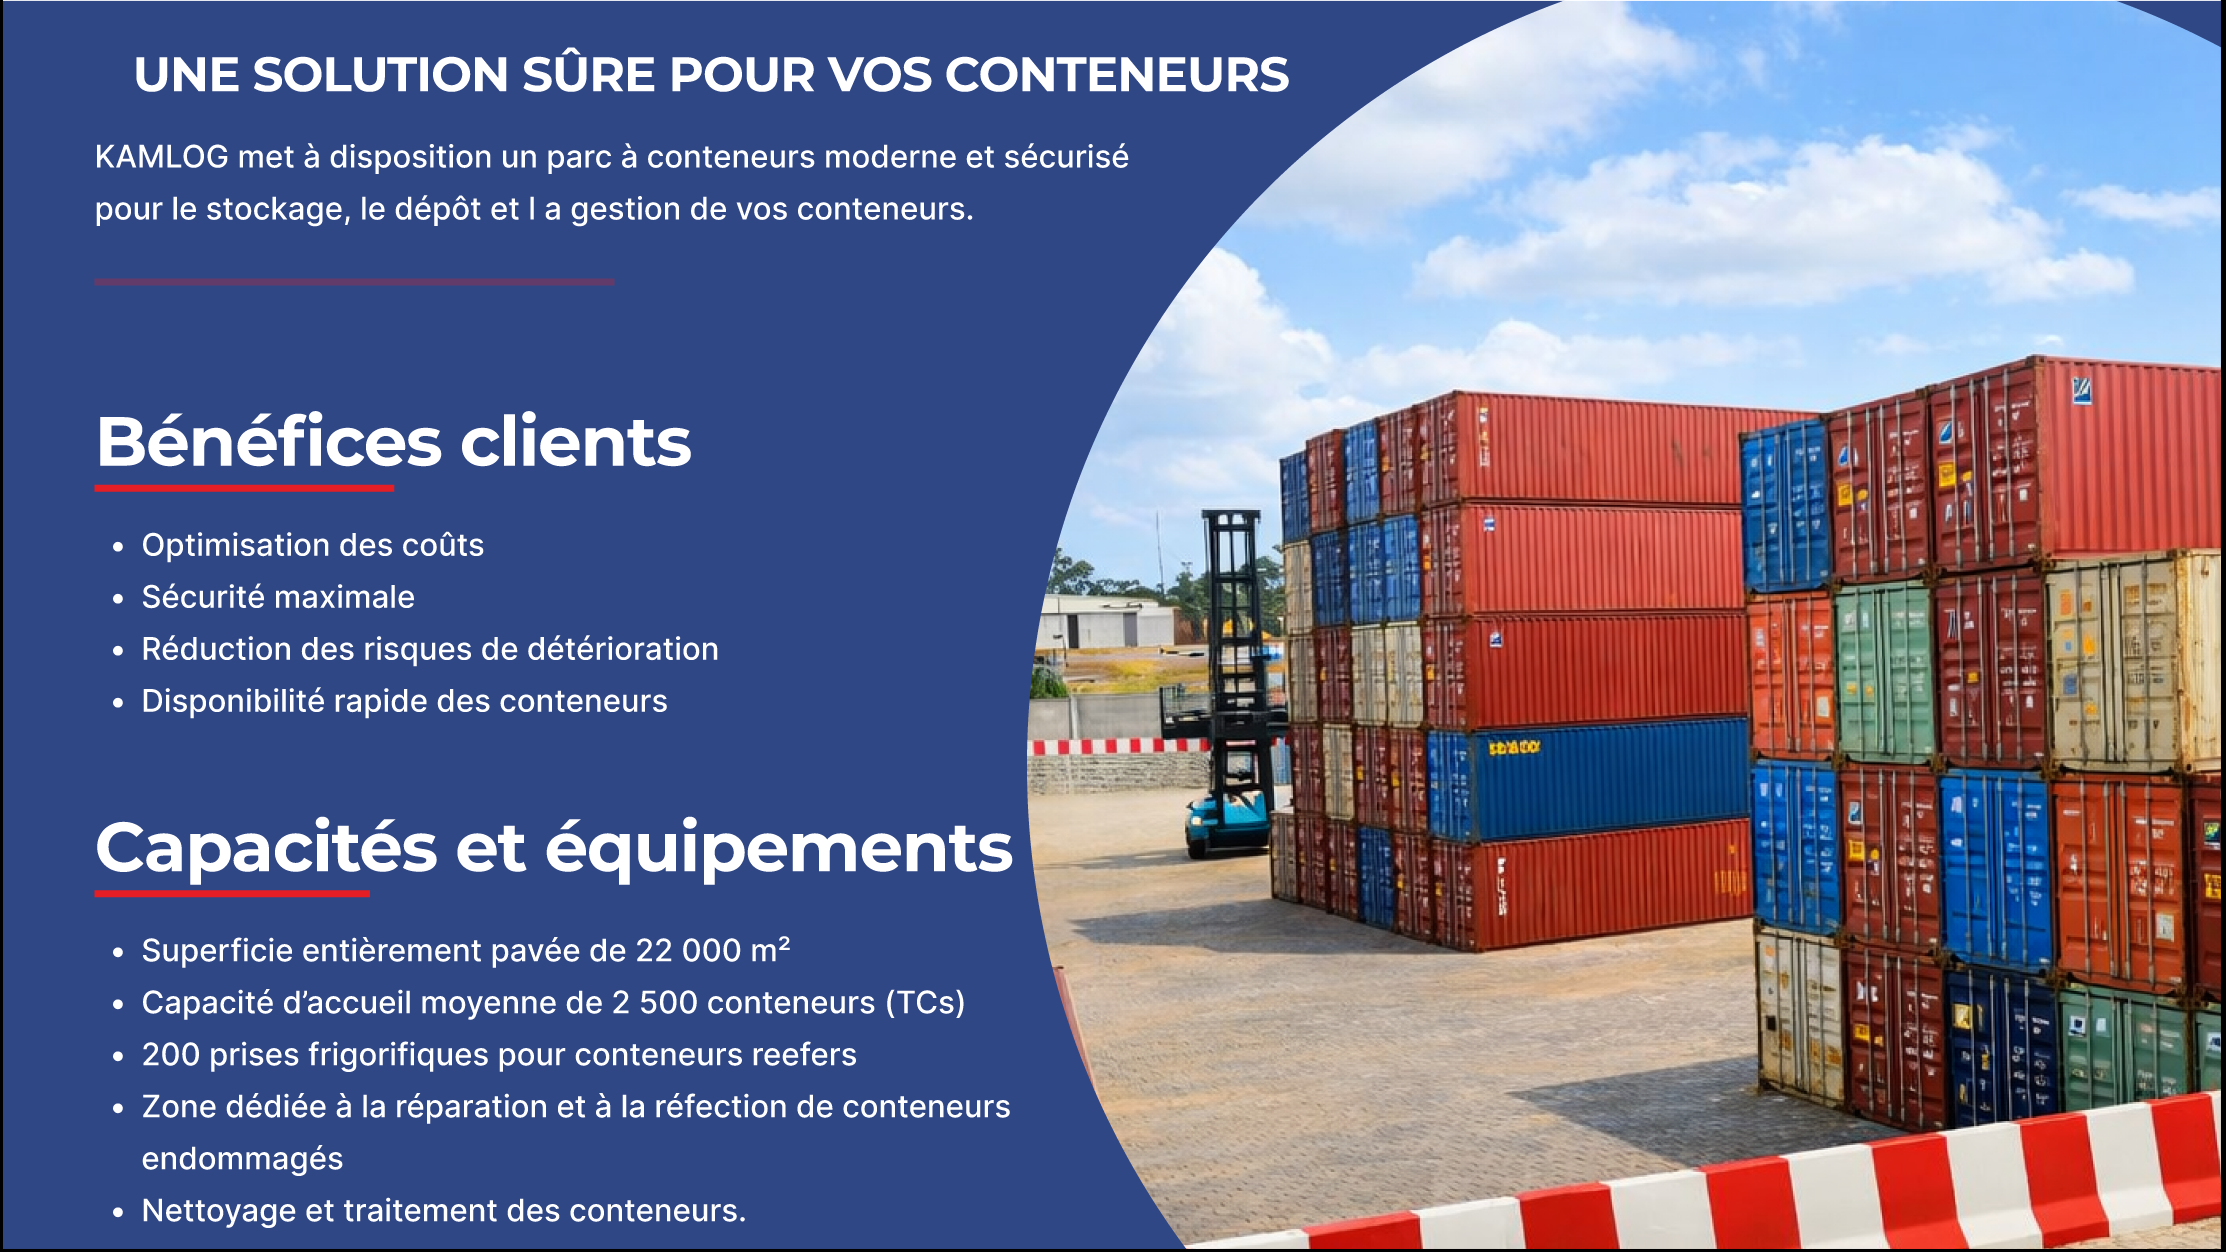 UNE SOLUTION SÛRE POUR VOS CONTENEURS
KAMLOG met à disposition un parc à conteneurs moderne et sécurisé
pour le stockage, le dépôt et l a gestion de vos conteneurs.
Bénéfices clients
• Optimisation des coûts
• Sécurité maximale
• Réduction des risques de détérioration
• Disponibilité rapide des conteneurs
Capacités et équipements
• Superficie entièrement pavée de 22 000 m²
• Capacité d’accueil moyenne de 2 500 conteneurs (TCs)
• 200 prises frigorifiques pour conteneurs reefers
• Zone dédiée à la réparation et à la réfection de conteneurs
endommagés
• Nettoyage et traitement des conteneurs.